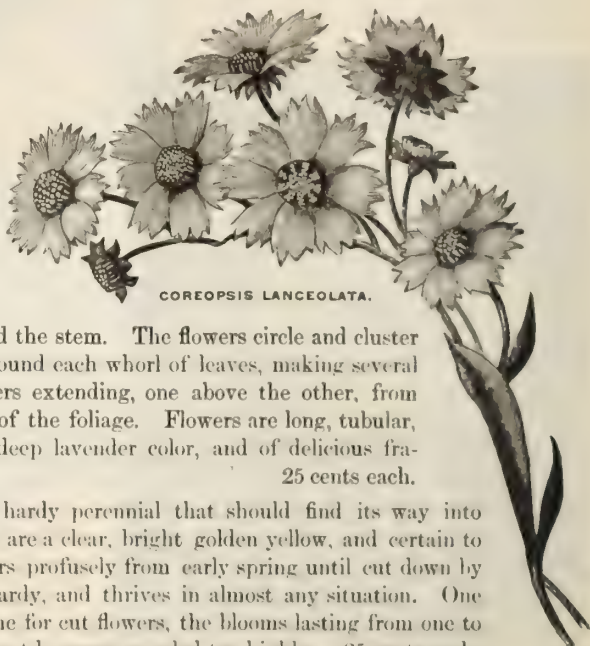 COREOPSIS LANCEOLATA.
d the stem. The flowers circle and cluster
ound each whorl of leaves, making several
ers extending, one above the other, from
of the foliage. Flowers are long, tubular,
deep lavender color, and of delicious fra-
25 cents each.
hardy perennial that should find its way into
are a clear, bright golden yellow, and certain to
rs profusely from early spring until cut down by
ardy, and thrives in almost any situation. One
ne for cut flowers, the blooms lasting from one to